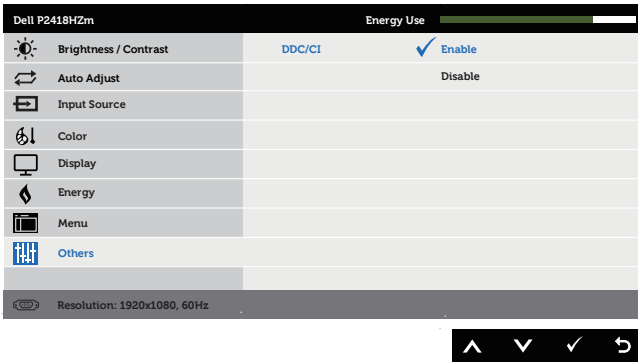 Dell P2418HZm Energy Use
Brightness / Contrast DDC/CI Enable
Auto Adjust Disable
Input Source
Color
Display
Energy
Menu
Others
Resolution: 1920x1080, 60Hz